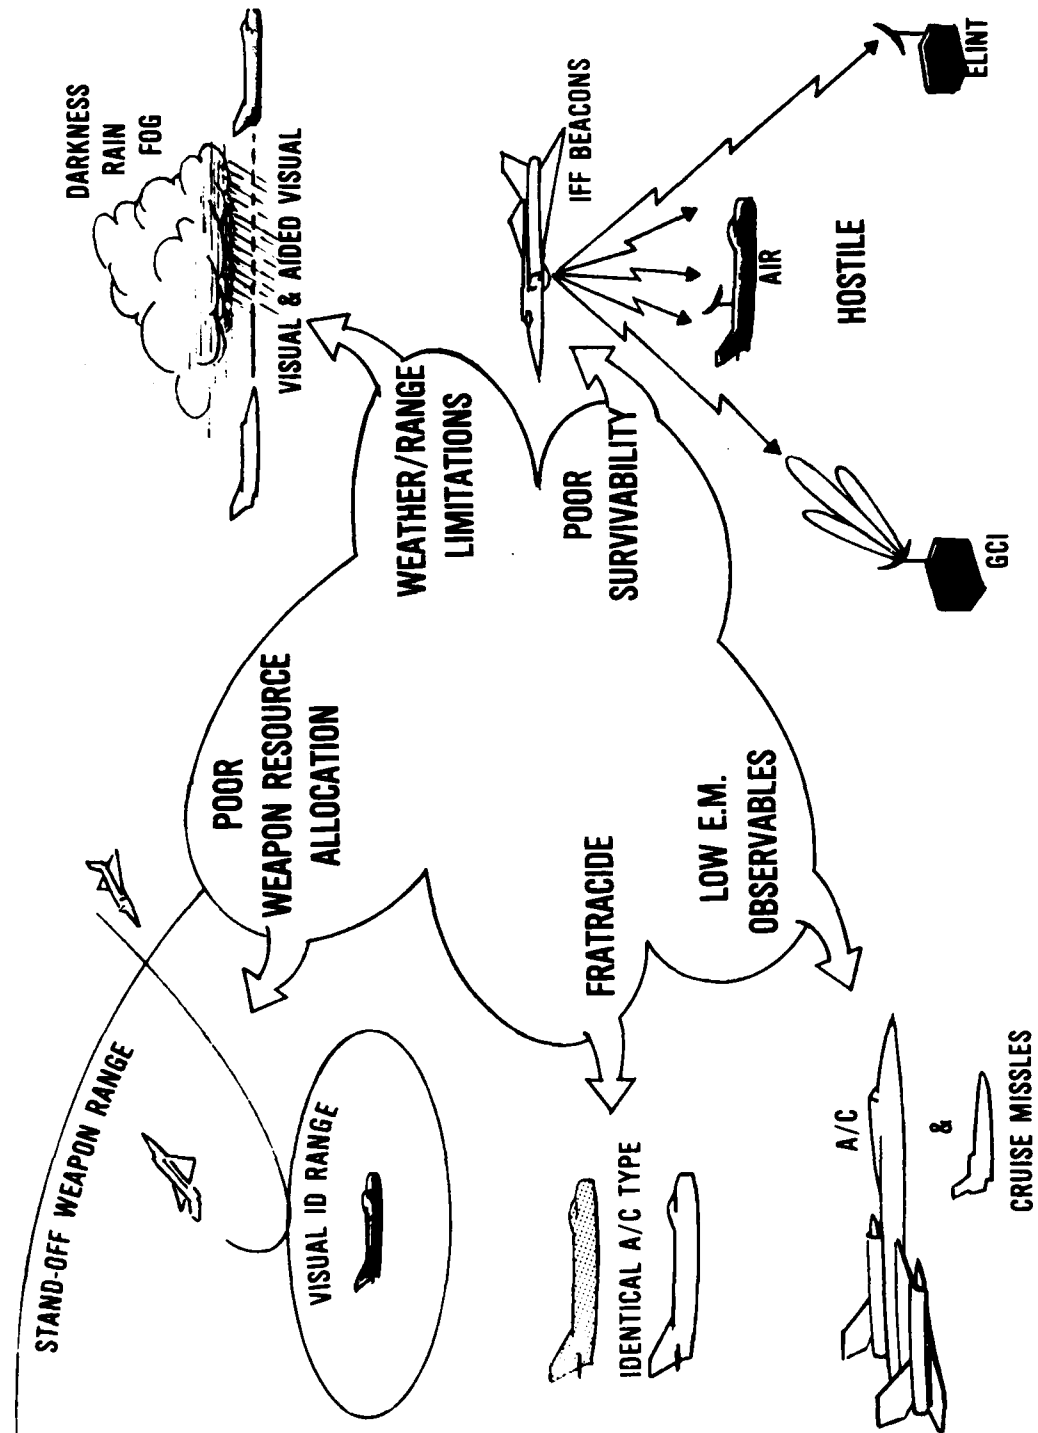 STAND-OFF WEAPON RANGE
VISUAL ID RANGE
POOR
WEAPON RESOURCE
ALLOCATION
DARKNESS
RAIN
FOG
VISUAL & AIDED VISUAL
WEATHER/RANGE
LIMITATIONS
IDENTICAL A/C TYPE
FRATRACIDE
POOR
SURVIVABILITY
IFF BEACONS
AIR
HOSTILE
GCI
ELINT
LOW E.M.
OBSERVABLES
A/C
&
CRUISE MISSLES